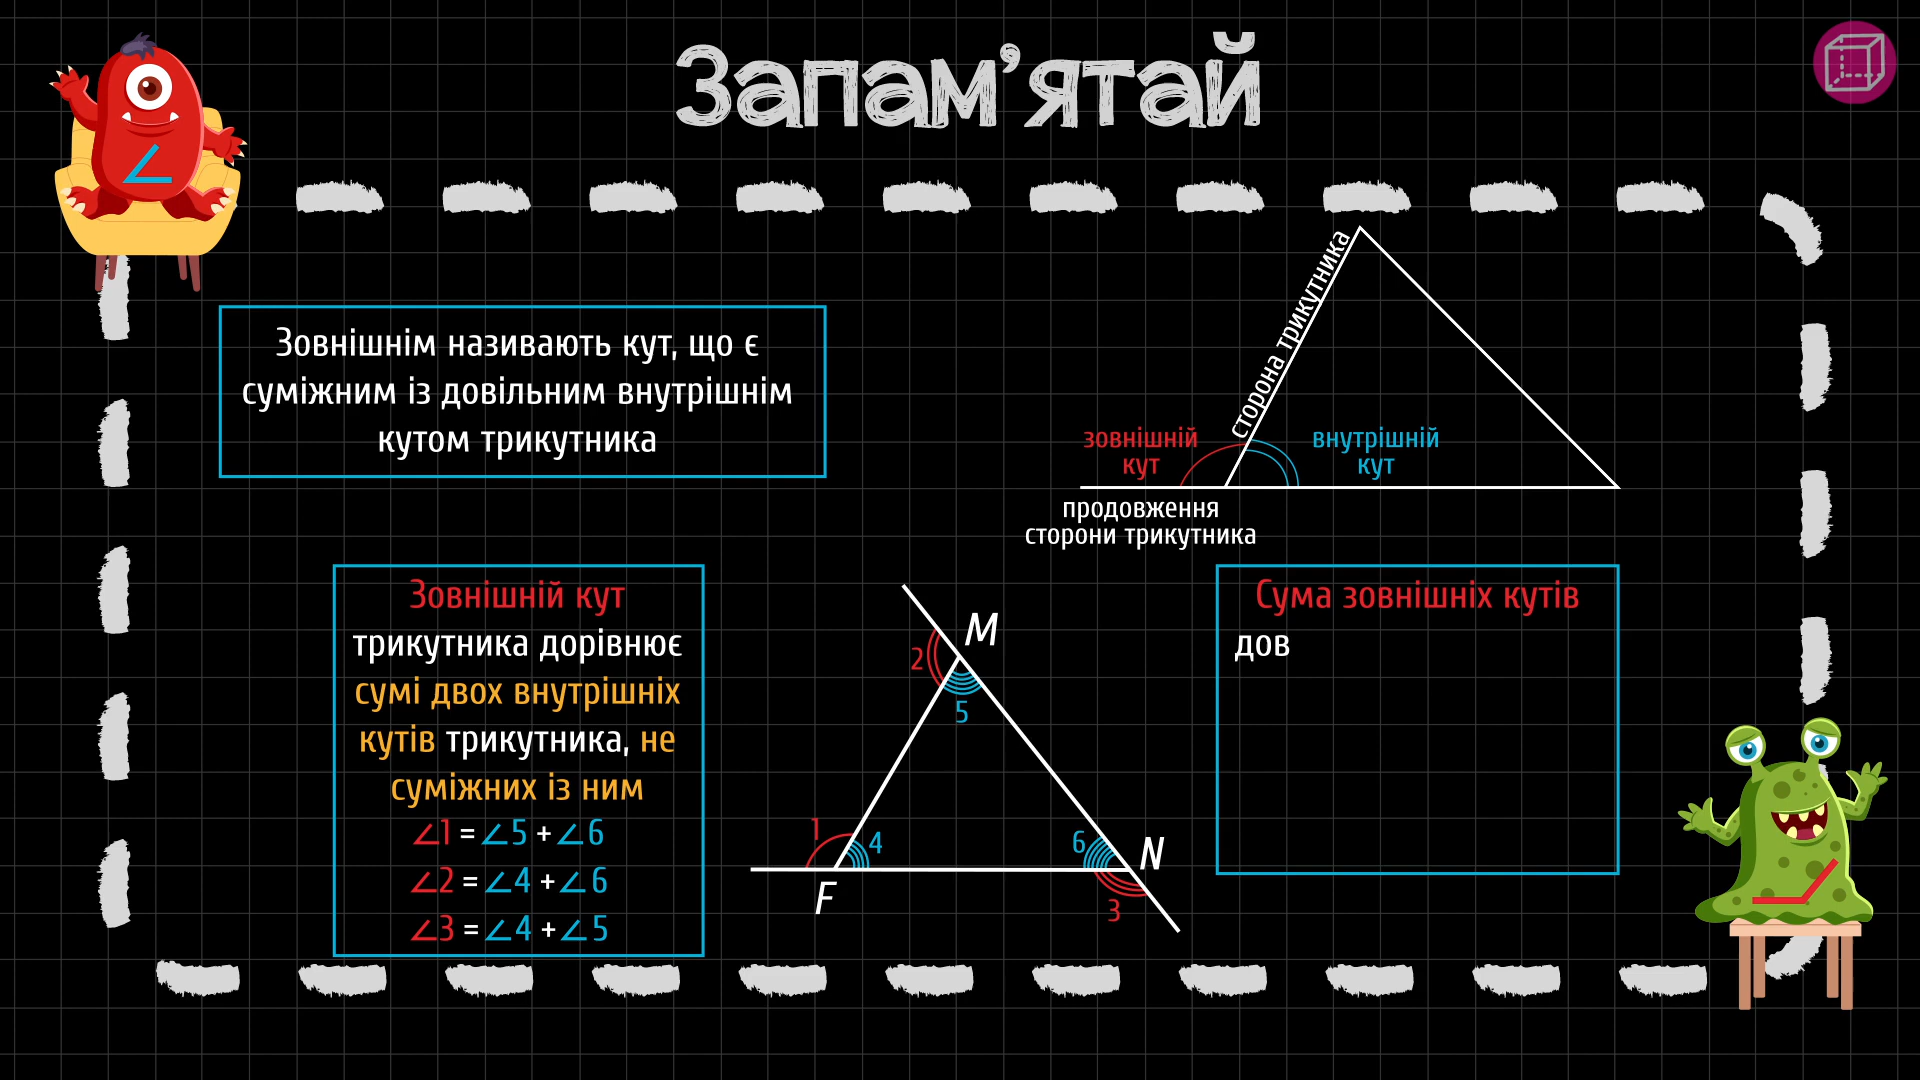 Запам’ятай
Зовнішнім називають кут, що є
суміжним із довільним внутрішнім
кутом трикутника
сторона трикутника
зовнішній
кут
внутрішній
кут
продовження
сторони трикутника
Зовнішній кут
трикутника дорівнює
сумі двох внутрішніх
кутів трикутника, не
суміжних із ним
∠1 = ∠5 + ∠6
∠2 = ∠4 + ∠6
∠3 = ∠4 + ∠5
M
2
5
1
4
6
N
F
3
Сума зовнішніх кутів
дов